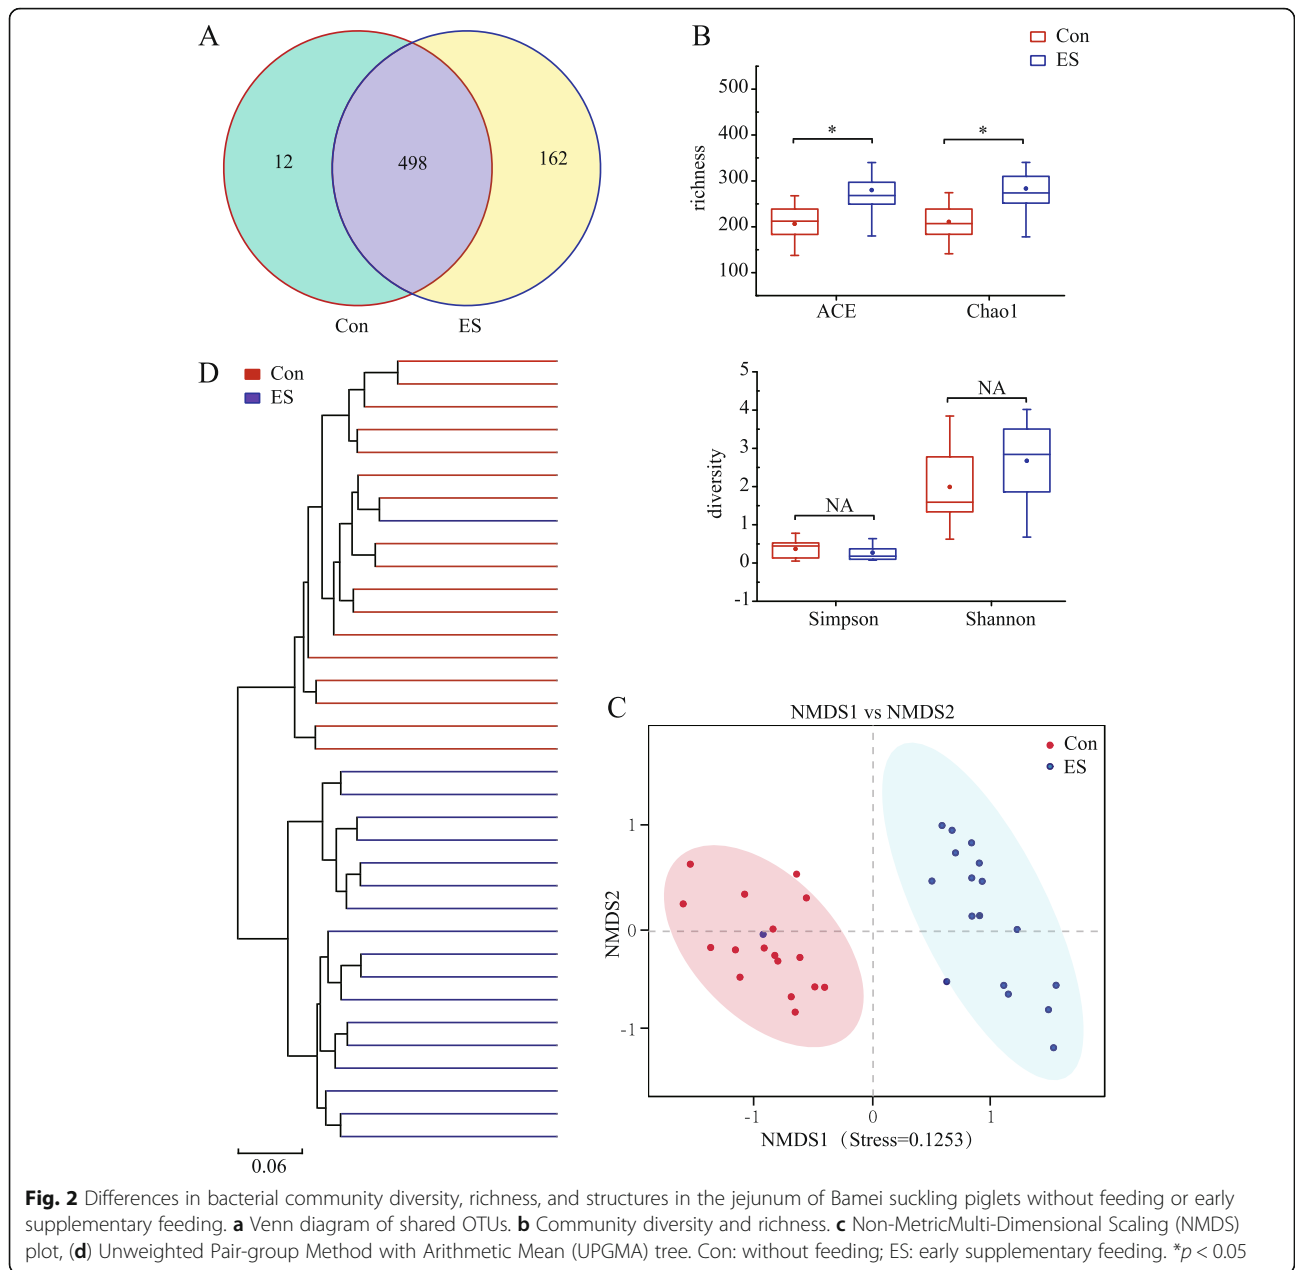 A
12
498
162
Con
ES
B
Con
ES
500
400
300
200
100
richness
*
*
ACE
Chao1
5
4
3
2
1
0
-1
diversity
NA
NA
Simpson
Shannon
D
Con
ES
0.06
C
NMDS1 vs NMDS2
Con
ES
1
0
-1
NMDS2
-1
0
1
NMDS1（Stress=0.1253）
Fig. 2 Differences in bacterial community diversity, richness, and structures in the jejunum of Bamei suckling piglets without feeding or early
supplementary feeding. a Venn diagram of shared OTUs. b Community diversity and richness. c Non-MetricMulti-Dimensional Scaling (NMDS)
plot, (d) Unweighted Pair-group Method with Arithmetic Mean (UPGMA) tree. Con: without feeding; ES: early supplementary feeding. *p < 0.05